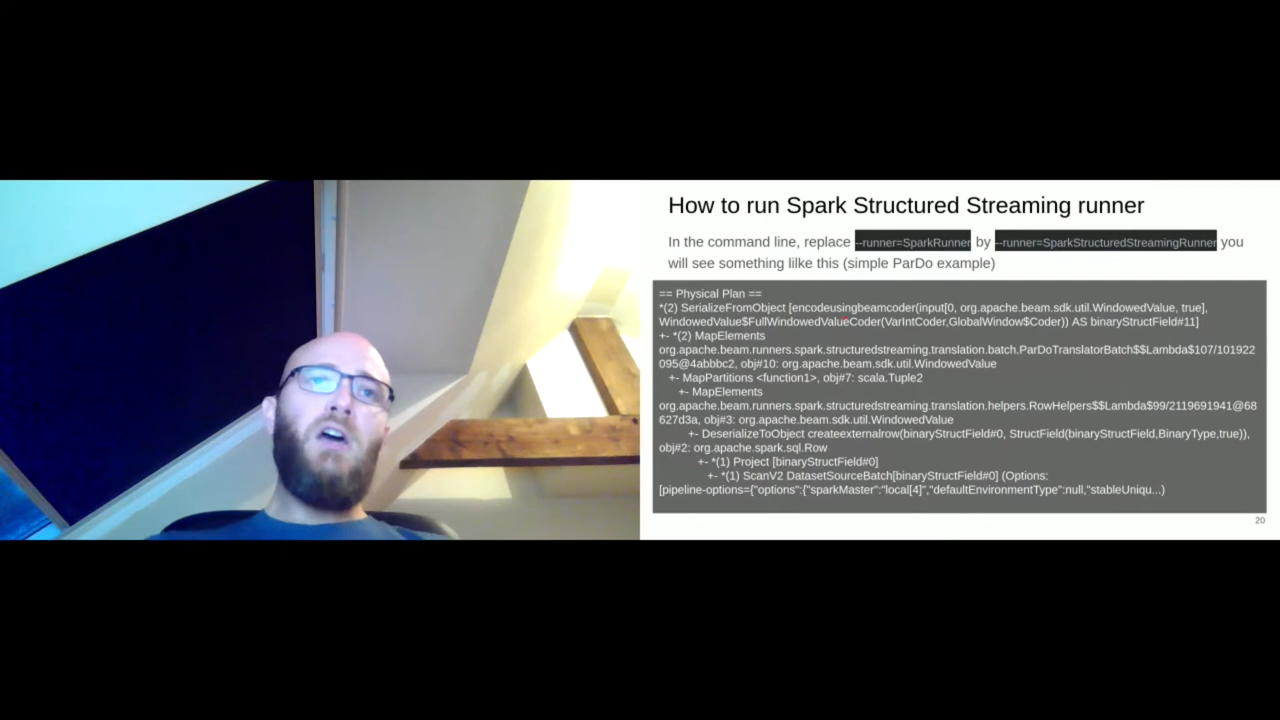 How to run Spark Structured Streaming runner
In the command line, replace --runner=SparkRunner by --runner=SparkStructuredStreamingRunner you
will see something lilke this (simple ParDo example)
== Physical Plan ==
*(2) SerializeFromObject [encodeusingbeamcoder(input[0, org.apache.beam.sdk.util.WindowedValue, true],
WindowedValue$FullWindowedValueCoder(VarIntCoder,GlobalWindow$Coder)) AS binaryStructField#11]
+- *(2) MapElements
org.apache.beam.runners.spark.structuredstreaming.translation.batch.ParDoTranslatorBatch$$Lambda$107/101922
095@4abbbc2, obj#10: org.apache.beam.sdk.util.WindowedValue
+- MapPartitions <function1>, obj#7: scala.Tuple2
+- MapElements
org.apache.beam.runners.spark.structuredstreaming.translation.helpers.RowHelpers$$Lambda$99/2119691941@68
627d3a, obj#3: org.apache.beam.sdk.util.WindowedValue
+- DeserializeToObject createexternalrow(binaryStructField#0, StructField(binaryStructField,BinaryType,true)),
obj#2: org.apache.spark.sql.Row
+- *(1) Project [binaryStructField#0]
+- *(1) ScanV2 DatasetSourceBatch[binaryStructField#0] (Options:
[pipeline-options={"options":{"sparkMaster":"local[4]","defaultEnvironmentType":null,"stableUniqu...)
20